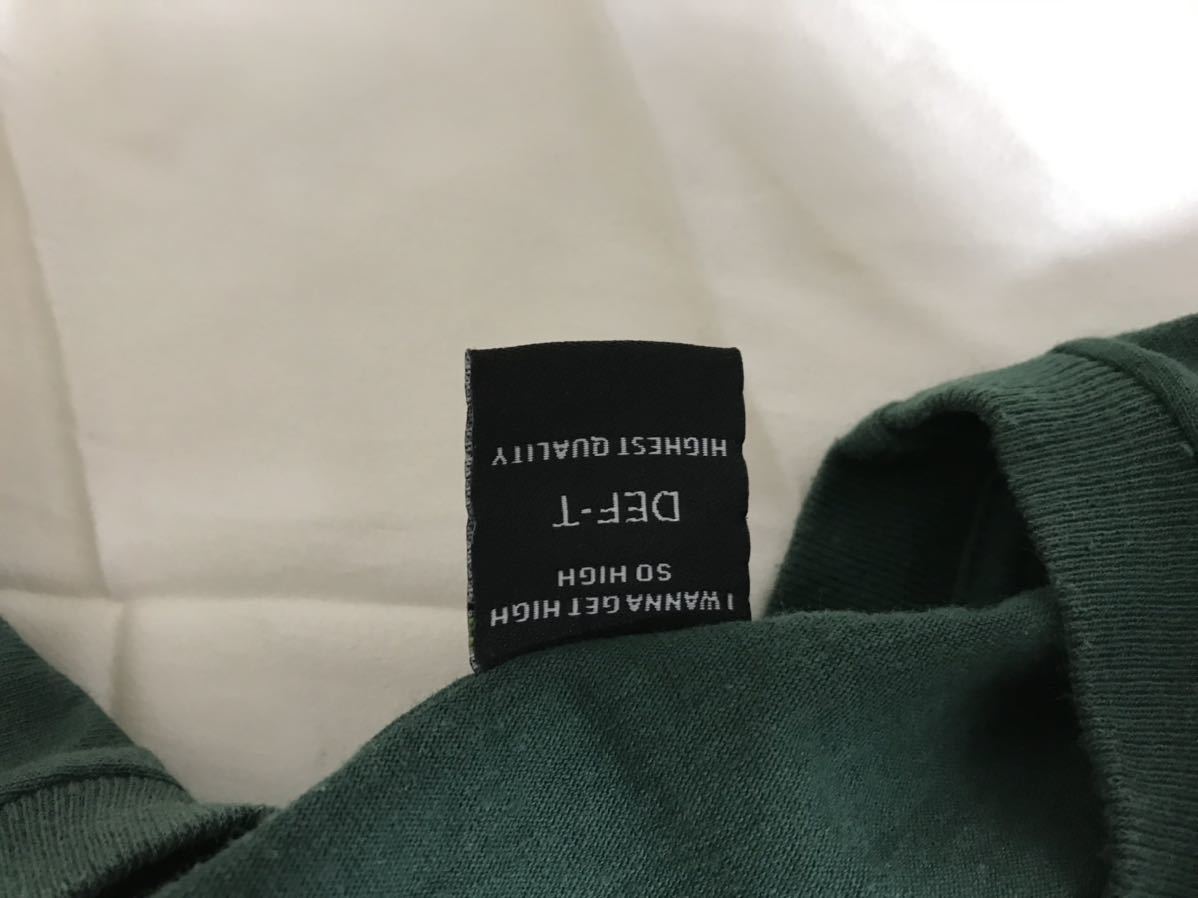 I WANNA GET HIGH
SO HIGH
DEF-T
HIGHEST QUALITY